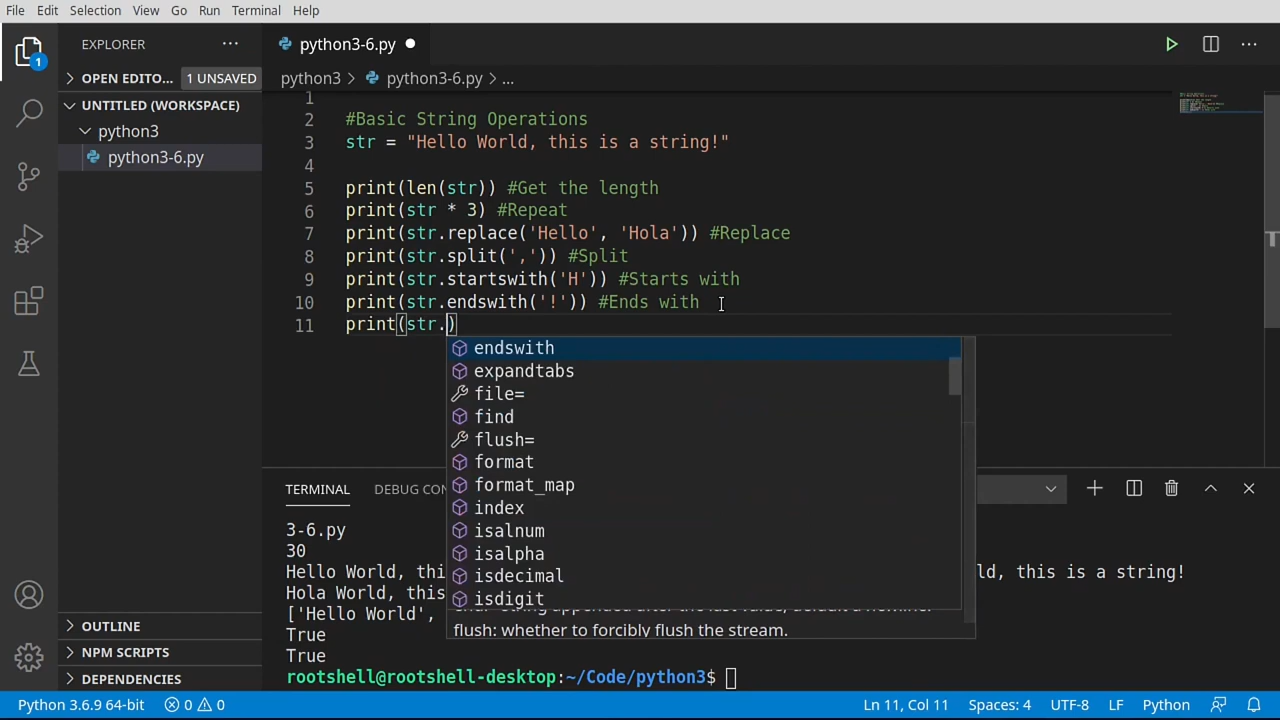 File Edit Selection View Go Run Terminal Help
EXPLORER
python3-6.py
1
OPEN EDITO... 1 UNSAVED
python3 > python3-6.py > ...
UNTITLED (WORKSPACE)
python3
python3-6.py
1
2 #Basic String Operations
3 str = "Hello World, this is a string!"
4
5 print(len(str)) #Get the length
6 print(str * 3) #Repeat
7 print(str.replace('Hello', 'Hola')) #Replace
8 print(str.split(',')) #Split
9 print(str.startswith('H')) #Starts with
10 print(str.endswith('!')) #Ends with
11 print(str.)
endswith
expandtabs
file=
find
flush=
format
format_map
index
isalnum
isalpha
isdecimal
isdigit
flush: whether to forcibly flush the stream.
TERMINAL DEBUG CON
3-6.py
30
Hello World, thi ld, this is a string!
Hola World, this
['Hello World',
True
True
rootshell@rootshell-desktop:~/Code/python3$
OUTLINE
NPM SCRIPTS
DEPENDENCIES
Python 3.6.9 64-bit 0 0 Ln 11, Col 11 Spaces: 4 UTF-8 LF Python